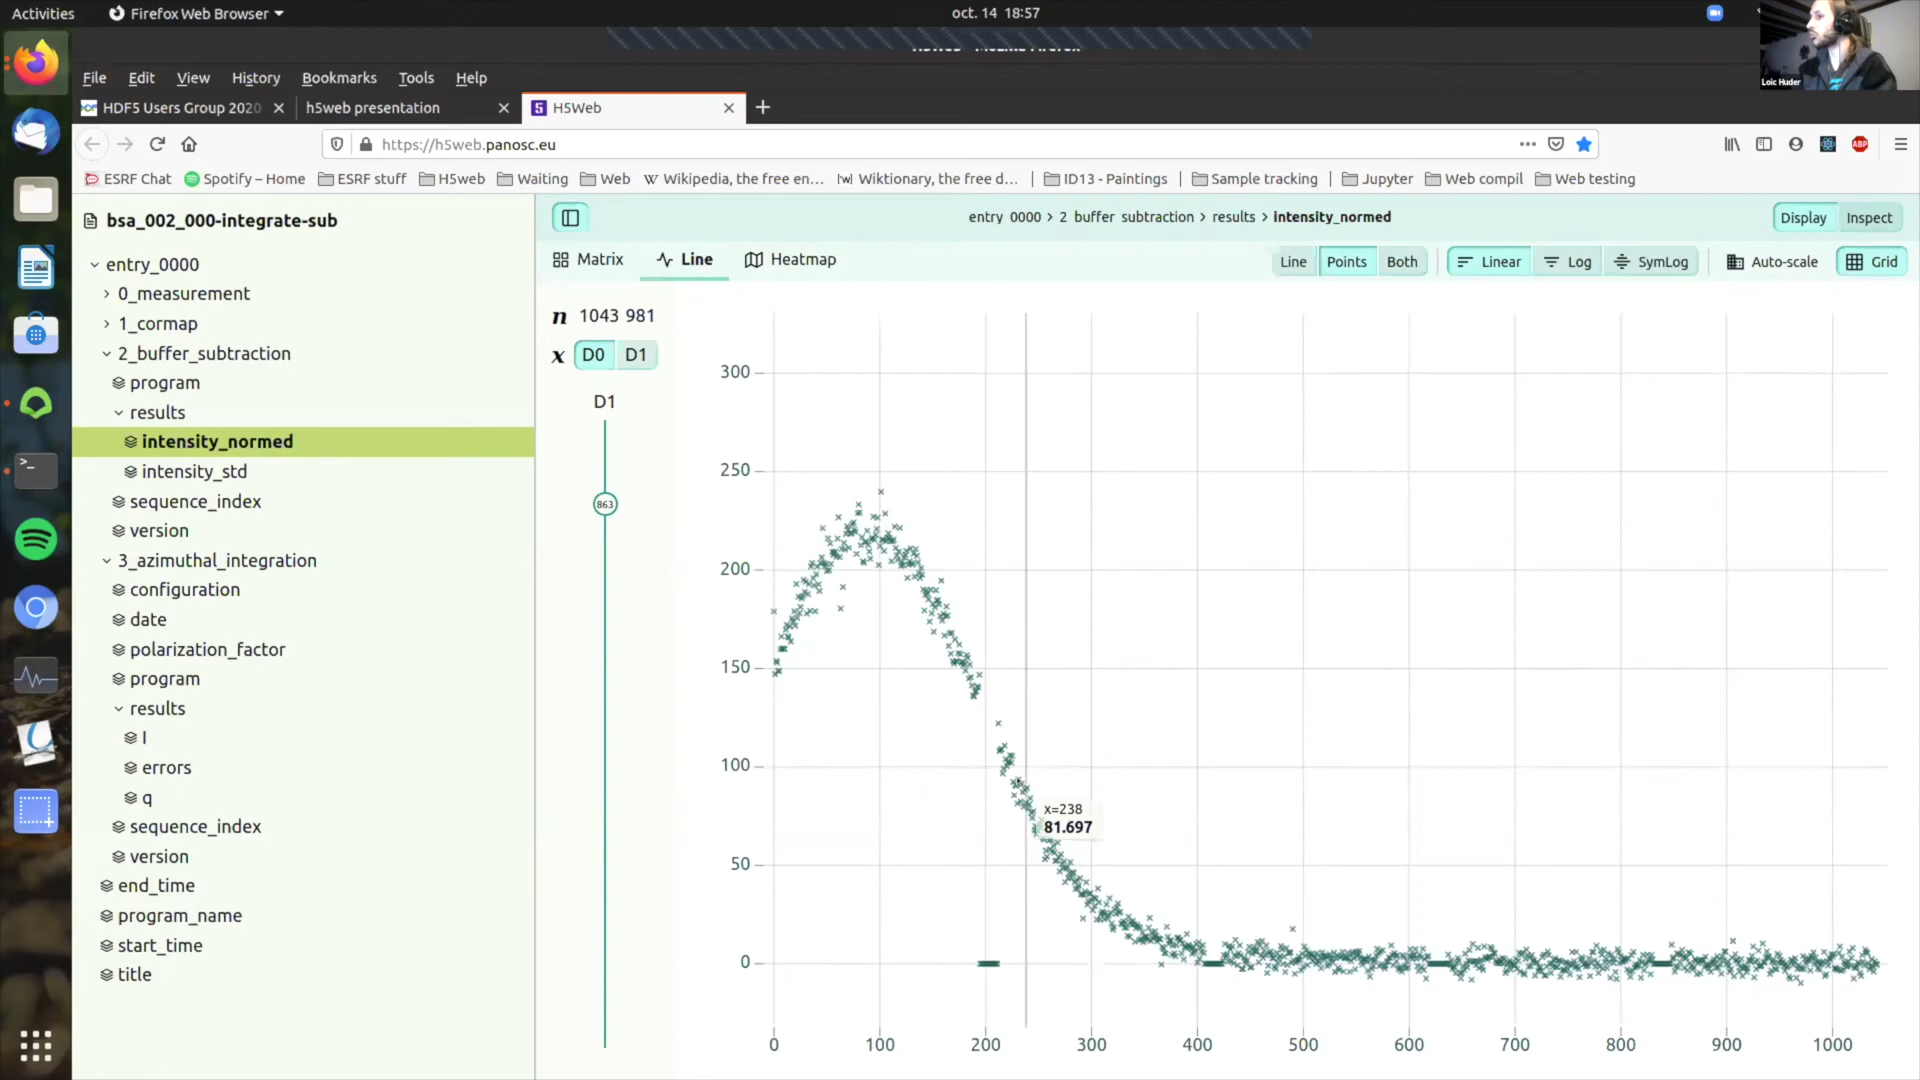 Activities
Firefox Web Browser
oct. 14 18:57
Loic Huder
File Edit View History Bookmarks Tools Help
HDF5 Users Group 2020
h5web presentation
H5Web
https://h5web.panosc.eu
ESRF Chat
Spotify – Home
ESRF stuff
H5web
Waiting
Web
Wikipedia, the free en...
Wiktionary, the free d...
ID13 - Paintings
Sample tracking
Jupyter
Web compil
Web testing
ABP
bsa_002_000-integrate-sub
entry_0000
0_measurement
1_cormap
2_buffer_subtraction
program
results
intensity_normed
intensity_std
sequence_index
version
3_azimuthal_integration
configuration
date
polarization_factor
program
results
I
errors
q
sequence_index
version
end_time
program_name
start_time
title
entry 0000 > 2 buffer subtraction > results > intensity_normed
Display Inspect
Matrix Line Heatmap
Line Points Both
Linear Log SymLog
Auto-scale
Grid
n 1043 981
x D0 D1
D1
863
300
250
200
150
100
50
0
x=238
81.697
0 100 200 300 400 500 600 700 800 900 1000